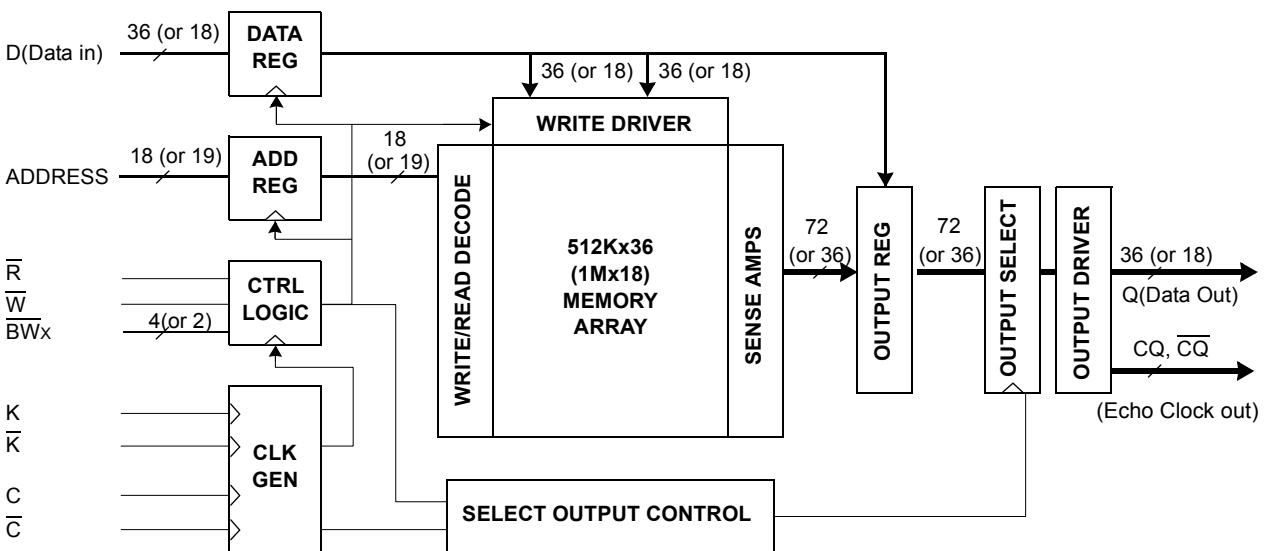 D(Data in)
36 (or 18)
DATA
REG
36 (or 18)
36 (or 18)
WRITE DRIVER
ADDRESS
18 (or 19)
ADD
REG
18
(or 19)
WRITE/READ DECODE
512Kx36
(1Mx18)
MEMORY
ARRAY
SENSE AMPS
72
(or 36)
OUTPUT REG
72
(or 36)
OUTPUT SELECT
OUTPUT DRIVER
36 (or 18)
Q(Data Out)
CQ, C̅Q̅
(Echo Clock out)
R̅
W̅
B̅W̅x
4(or 2)
CTRL
LOGIC
K
K̅
C
C̅
CLK
GEN
SELECT OUTPUT CONTROL